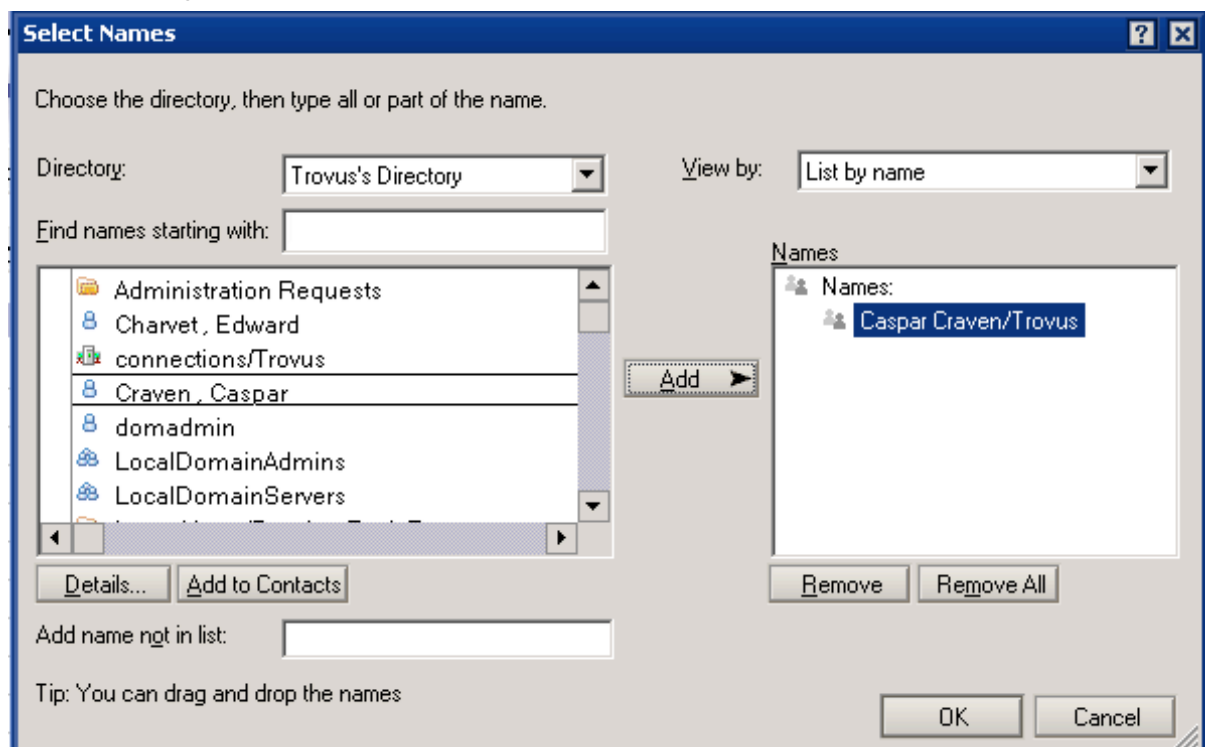 Select Names
Choose the directory, then type all or part of the name.
Directory: Trovus's Directory View by: List by name
Find names starting with:
Names
Administration Requests
Charvet , Edward
connections/Trovus
Craven , Caspar
domadmin
LocalDomainAdmins
LocalDomainServers
Add
Names:
Caspar Craven/Trovus
Details... Add to Contacts Remove Remove All
Add name not in list:
Tip: You can drag and drop the names
OK Cancel